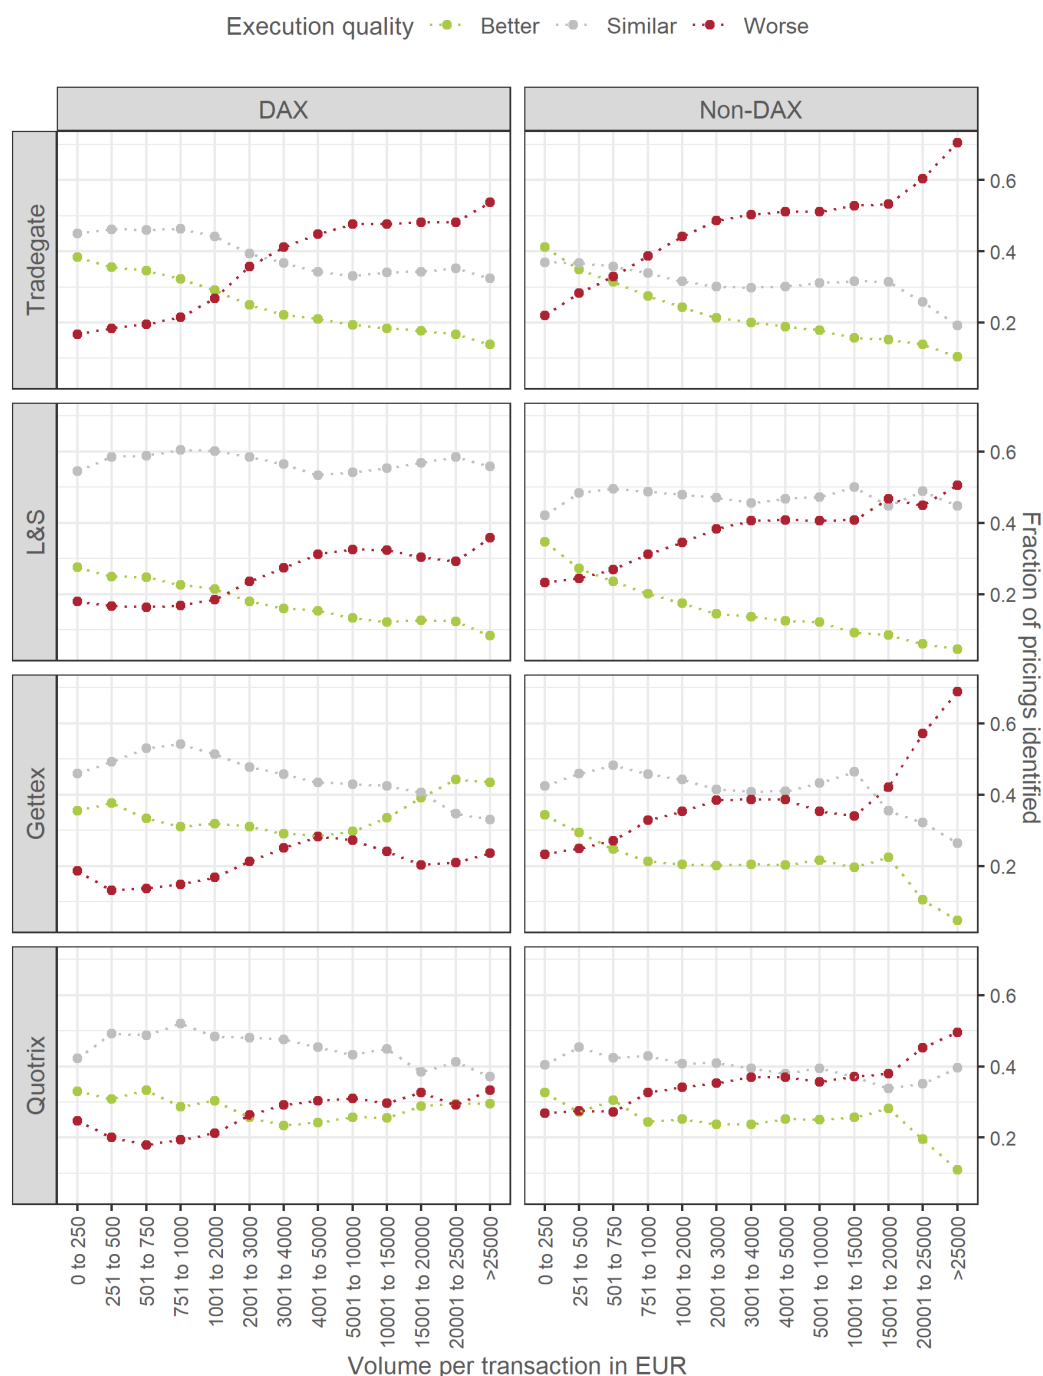 Execution quality Better Similar Worse
DAX Non-DAX
Tradegate
0.6
0.4
0.2
L&S
0.6
0.4
0.2
Gettex
0.6
0.4
0.2
Quotrix
0.6
0.4
0.2
Fraction of pricings identified
0 to 250
251 to 500
501 to 750
751 to 1000
1001 to 2000
2001 to 3000
3001 to 4000
4001 to 5000
5001 to 10000
10001 to 15000
15001 to 20000
20001 to 25000
>25000
0 to 250
251 to 500
501 to 750
751 to 1000
1001 to 2000
2001 to 3000
3001 to 4000
4001 to 5000
5001 to 10000
10001 to 15000
15001 to 20000
20001 to 25000
>25000
Volume per transaction in EUR